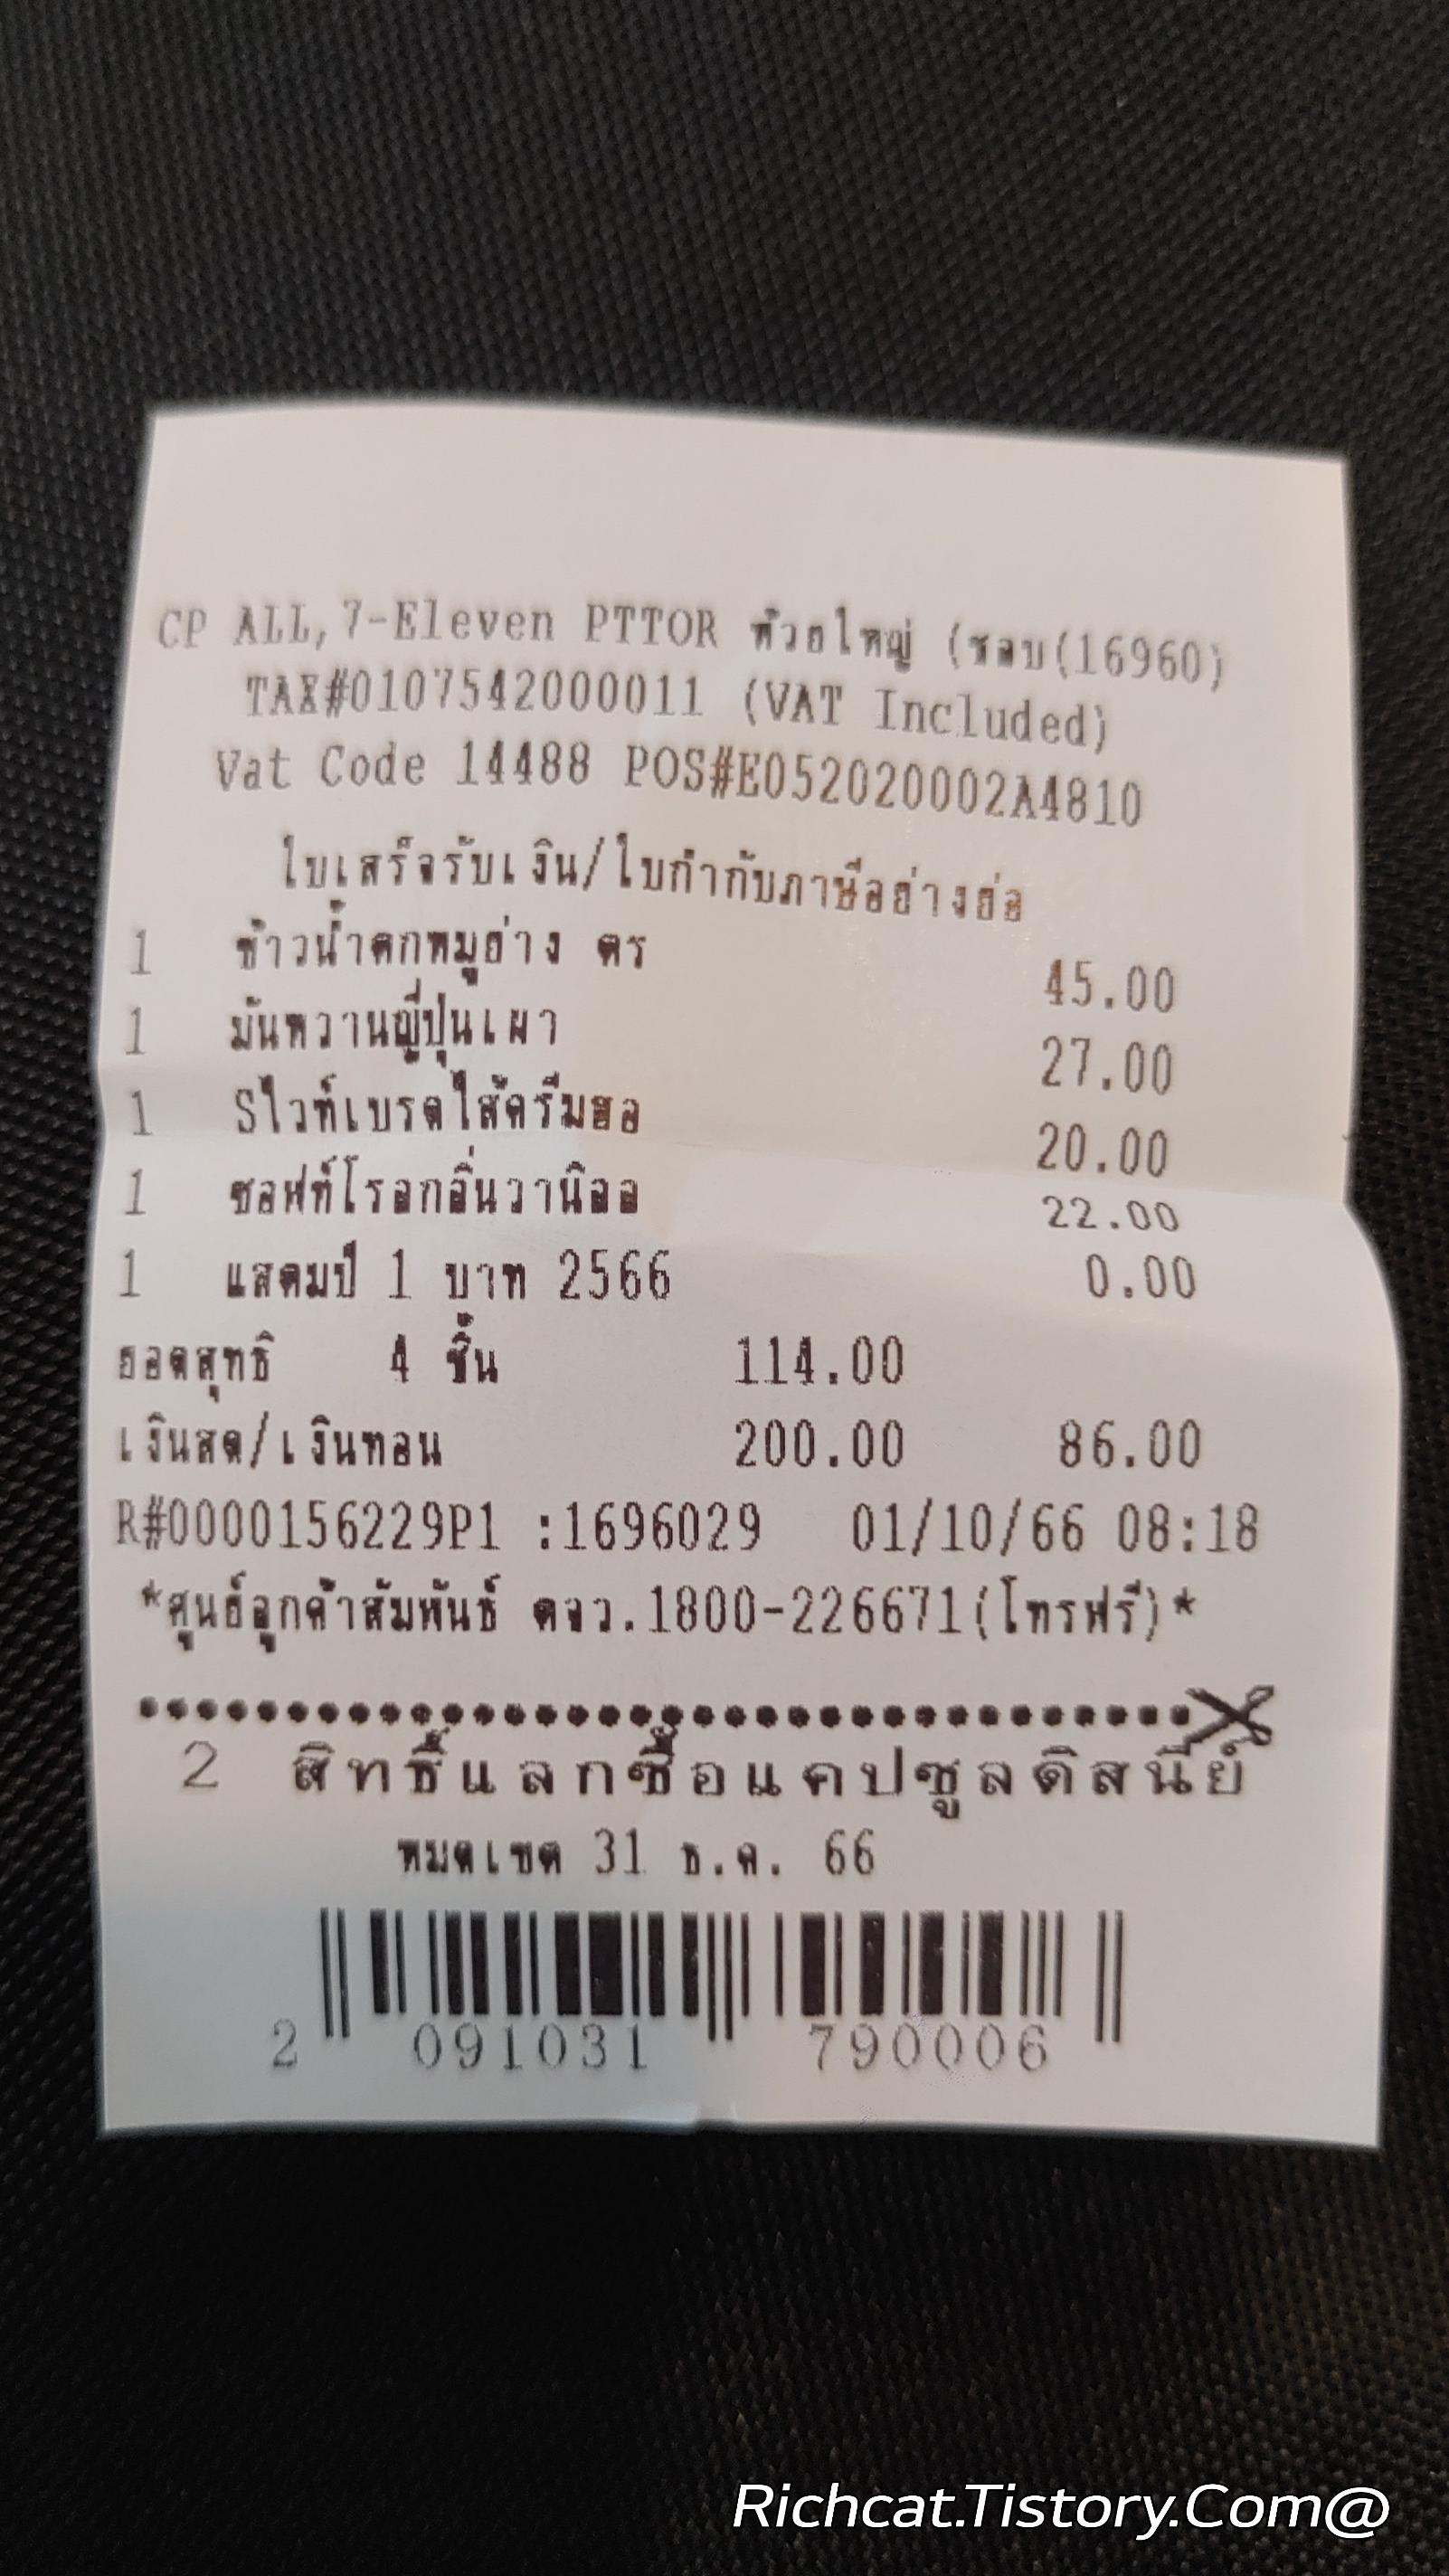 CP ALL,7-Eleven PTTOR ห้วยใหญ่ (ชลบ(16960)
TAX#0107542000011 (VAT Included)
Vat Code 14488 POS#E052020002A4810
ใบเสร็จรับเงิน/ใบกำกับภาษีอย่างย่อ
1 ข้าวน้ำตกหมูย่าง ตร 45.00
1 มันหวานญี่ปุ่นเผา 27.00
1 Sไวท์เบรดไส้ครีมฮอ 20.00
1 ซอฟท์โรลกลิ่นวานิลล 22.00
1 แสตมป์ 1 บาท 2566 0.00
ยอดสุทธิ 4 ชิ้น 114.00
เงินสด/เงินทอน 200.00 86.00
R#0000156229P1 :1696029 01/10/66 08:18
*ศูนย์ลูกค้าสัมพันธ์ ตจว.1800-226671(โทรฟรี)*
2 สิทธิ์แลกซื้อแคปซูลดิสนีย์
หมดเขต 31 ธ.ค. 66
2 091031 790006
Richcat.Tistory.Com@